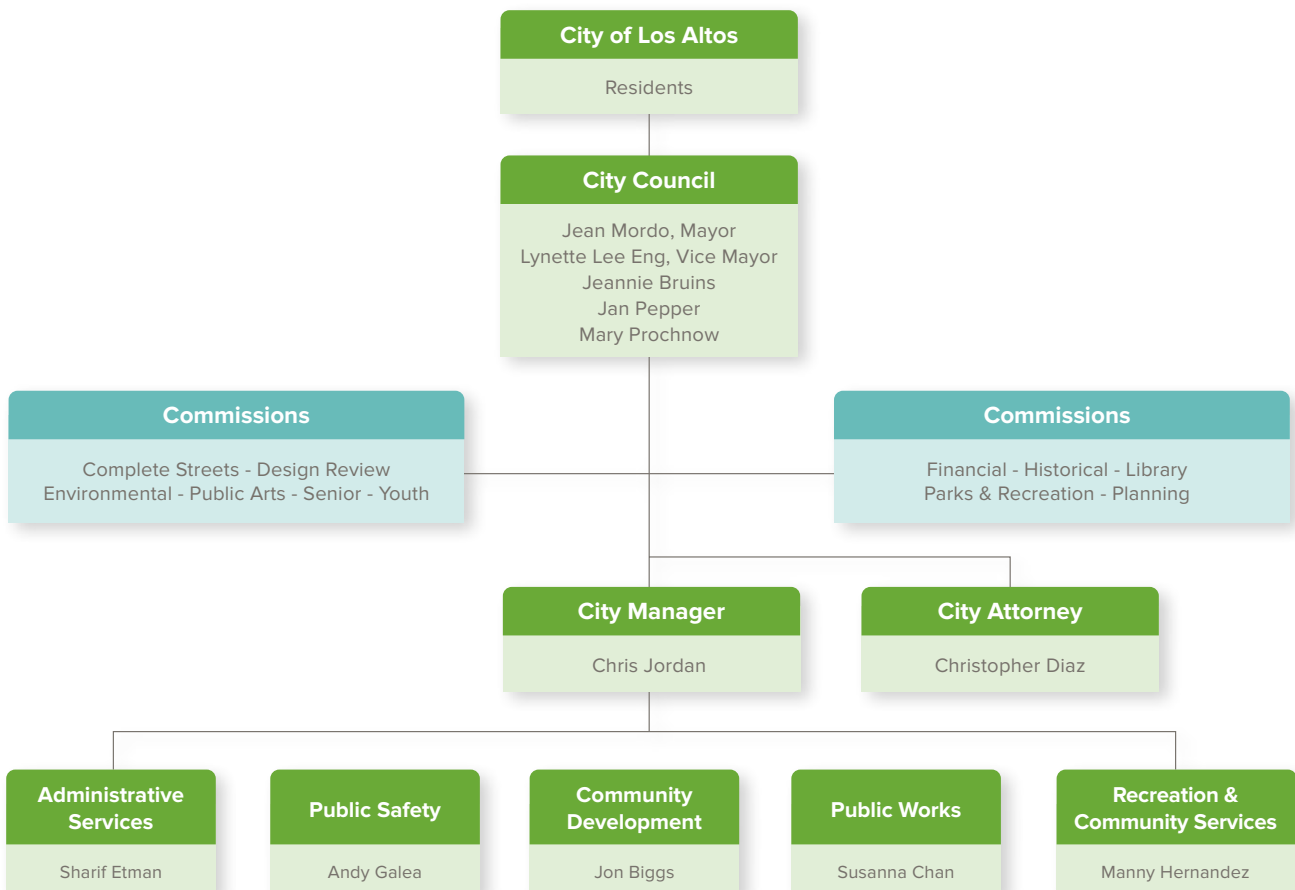 City of Los Altos
Residents
City Council
Jean Mordo, Mayor
Lynette Lee Eng, Vice Mayor
Jeannie Bruins
Jan Pepper
Mary Prochnow
Commissions
Complete Streets - Design Review
Environmental - Public Arts - Senior - Youth
Commissions
Financial - Historical - Library
Parks & Recreation - Planning
City Manager
Chris Jordan
City Attorney
Christopher Diaz
Administrative
Services
Sharif Etman
Public Safety
Andy Galea
Community
Development
Jon Biggs
Public Works
Susanna Chan
Recreation &
Community Services
Manny Hernandez